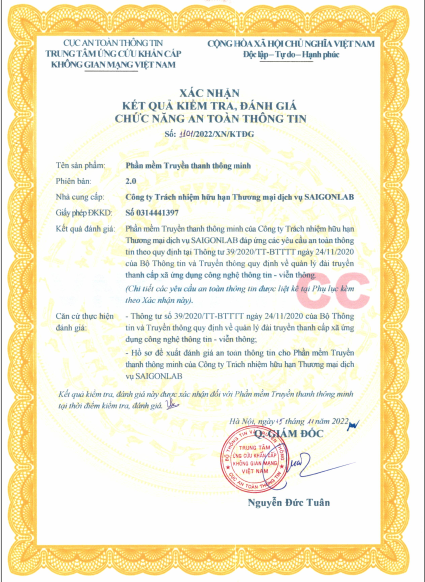 CỤC AN TOÀN THÔNG TIN
TRUNG TÂM ỨNG CỨU KHẨN CẤP
KHÔNG GIAN MẠNG VIỆT NAM
CỘNG HÒA XÃ HỘI CHỦ NGHĨA VIỆT NAM
Độc lập – Tự do – Hạnh phúc
XÁC NHẬN
KẾT QUẢ KIỂM TRA, ĐÁNH GIÁ
CHỨC NĂNG AN TOÀN THÔNG TIN
Số: /2022/XN/KTĐG
Tên sản phẩm: Phần mềm Truyền thanh thông minh
Phiên bản: 2.0
Nhà cung cấp: Công ty Trách nhiệm hữu hạn Thương mại dịch vụ SAIGONLAB
Giấy phép ĐKKD: Số 0314441397
Kết quả đánh giá: Phần mềm Truyền thanh thông minh của Công ty Trách nhiệm hữu hạn
Thương mại dịch vụ SAIGONLAB đáp ứng các yêu cầu an toàn thông
tin theo quy định tại Thông tư 39/2020/TT-BTTTT ngày 24/11/2020
của Bộ Thông tin và Truyền thông quy định về quản lý đài truyền
thanh cấp xã ứng dụng công nghệ thông tin - viễn thông.
(Chi tiết các yêu cầu an toàn thông tin được liệt kê tại Phụ lục kèm
theo Xác nhận này).
CC
Căn cứ thực hiện
đánh giá:
- Thông tư số 39/2020/TT-BTTTT ngày 24/11/2020 của Bộ Thông
tin và Truyền thông quy định về quản lý đài truyền thanh cấp xã ứng
dụng công nghệ thông tin - viễn thông;
- Hồ sơ đề xuất đánh giá an toàn thông tin cho Phần mềm Truyền
thanh thông minh của Công ty Trách nhiệm hữu hạn Thương mại dịch
vụ SAIGONLAB
Kết quả kiểm tra, đánh giá này được xác nhận đối với Phần mềm Truyền thanh thông minh
tại thời điểm kiểm tra, đánh giá.
Hà Nội, ngày 15 tháng 11 năm 2022
Q. GIÁM ĐỐC
BỘ THÔNG TIN VÀ TRUYỀN THÔNG
TRUNG TÂM
ỨNG CỨU KHẨN CẤP
KHÔNG GIAN MẠNG
VIỆT NAM
CỤC AN TOÀN THÔNG TIN
Nguyễn Đức Tuân